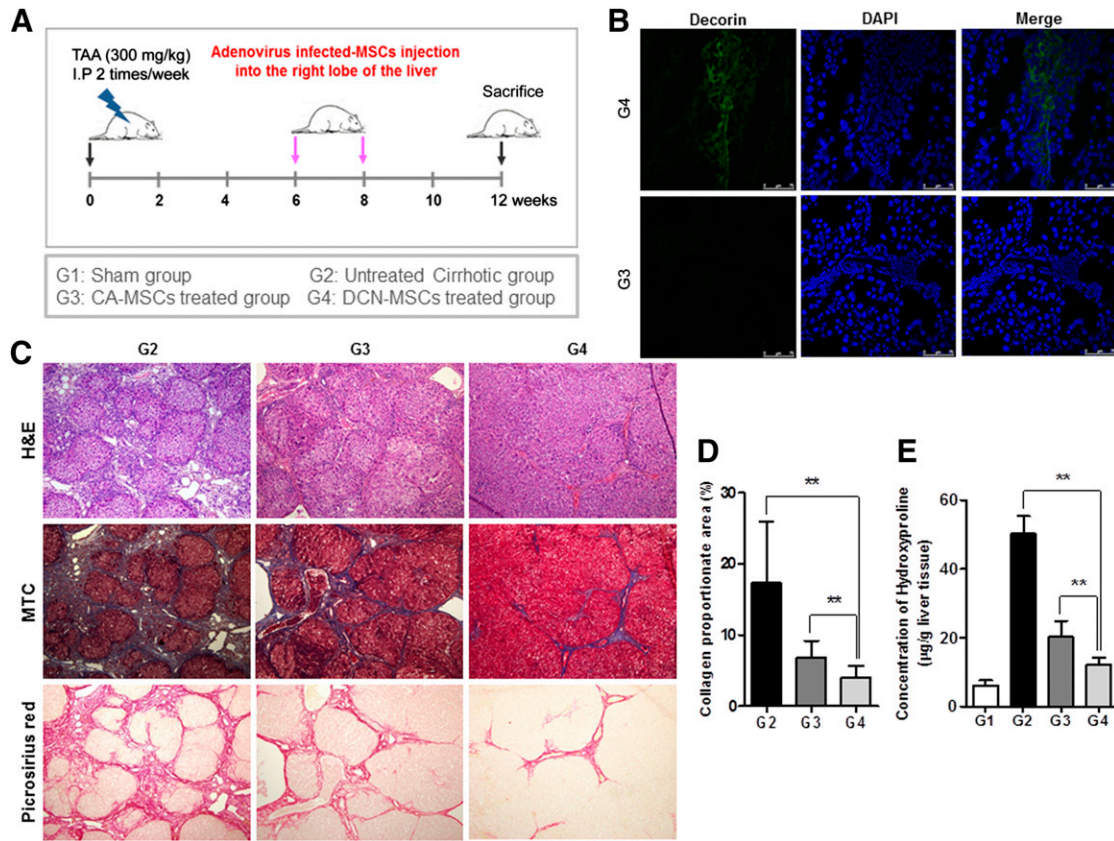 A
TAA (300 mg/kg)
I.P 2 times/week
Adenovirus infected-MSCs injection
into the right lobe of the liver
Sacrifice
0 2 4 6 8 10 12 weeks
G1: Sham group G2: Untreated Cirrhotic group
G3: CA-MSCs treated group G4: DCN-MSCs treated group
B
Decorin DAPI Merge
G4
G3
C
G2 G3 G4
H&E
MTC
Picrosirius red
D
Collagen proportionate area (%)
30
20
10
0
**
**
G2 G3 G4
E
Concentration of Hydroxyproline
(µg/g liver tissue)
60
40
20
0
**
**
G1 G2 G3 G4